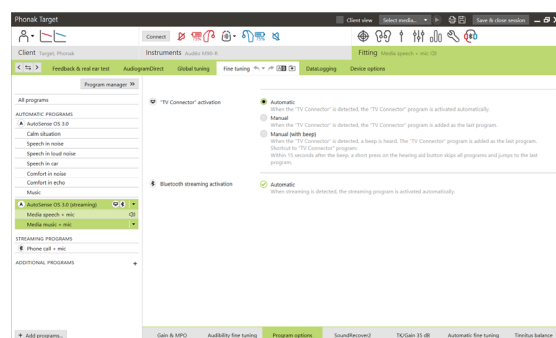 Phonak Target
Client view
Select media...
Save & close session
Connect
Client Target, Phonak
Instruments Audéo M90-R
Fitting Media speech + mic
Feedback & real ear test
AudiogramDirect
Global tuning
Fine tuning
DataLogging
Device options
Program manager
All programs
AUTOMATIC PROGRAMS
A AutoSense OS 3.0
Calm situation
Speech in noise
Speech in loud noise
Speech in car
Comfort in noise
Comfort in echo
Music
A AutoSense OS 3.0 (streaming)
Media speech + mic
Media music + mic
STREAMING PROGRAMS
Phone call + mic
ADDITIONAL PROGRAMS +
+ Add programs...
"TV Connector" activation
Automatic
When the "TV Connector" is detected, the "TV Connector" program is activated automatically.
Manual
When the "TV Connector" is detected, the "TV Connector" program is added as the last program.
Manual (with beep)
When the "TV Connector" is detected, a beep is heard. The "TV Connector" program is added as the last program.
Shortcut to "TV Connector" program:
Within 15 seconds after the beep, a short press on the hearing aid button skips all programs and jumps to the last
program.
Bluetooth streaming activation
Automatic
When streaming is detected, the streaming program is activated automatically.
Gain & MPO
Audibility fine tuning
Program options
SoundRecover2
TK/Gain 35 dB
Automatic fine tuning
Tinnitus balance